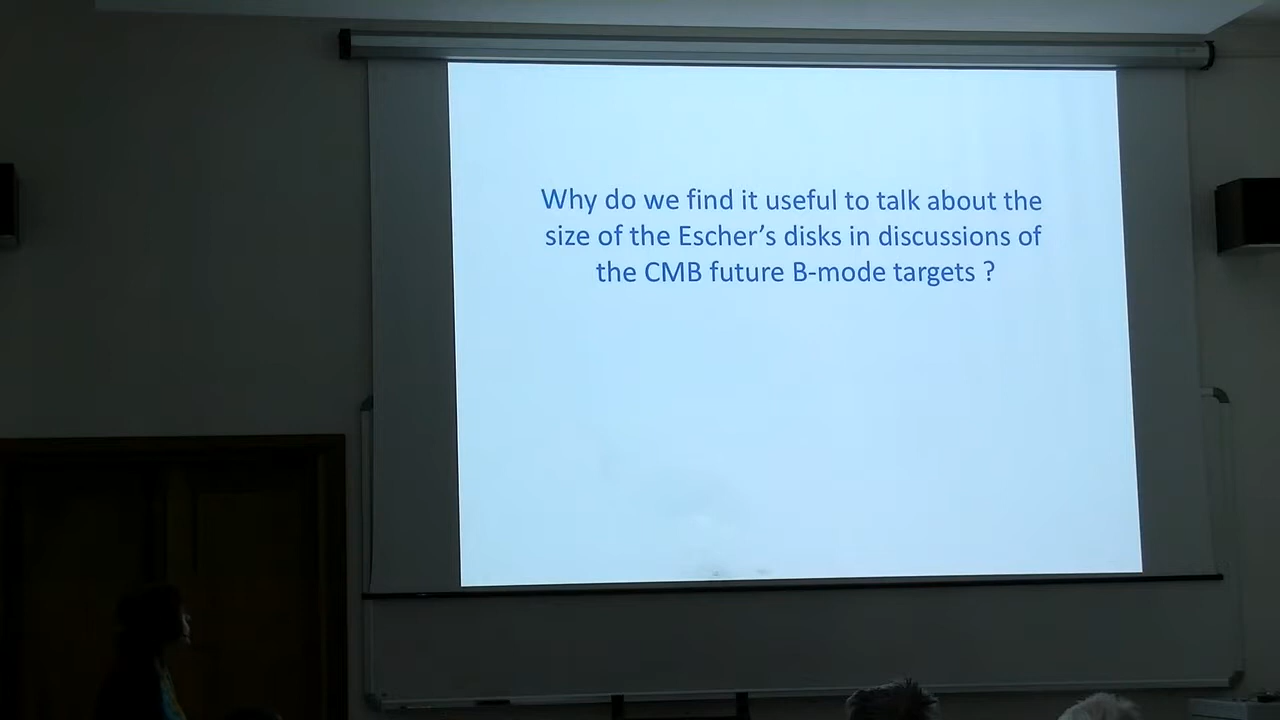 Why do we find it useful to talk about the
size of the Escher’s disks in discussions of
the CMB future B-mode targets ?